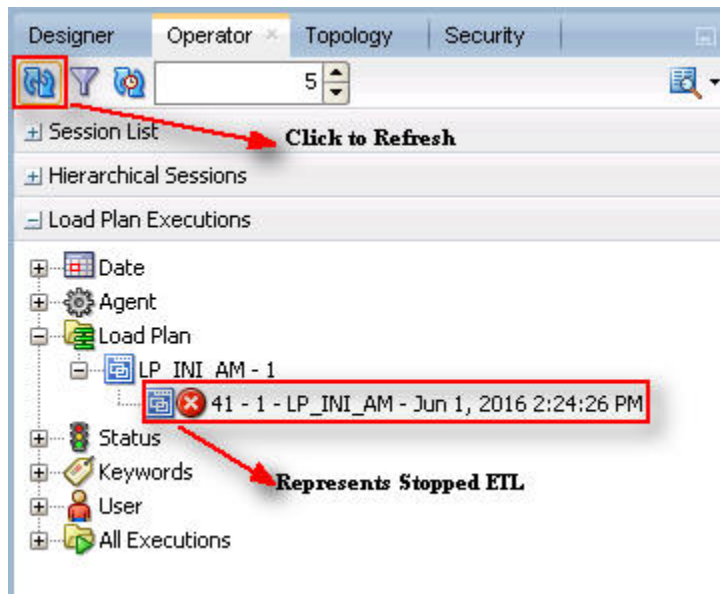 Designer Operator Topology Security
5
Session List
Click to Refresh
Hierarchical Sessions
Load Plan Executions
Date
Agent
Load Plan
LP_INI_AM - 1
41 - 1 - LP_INI_AM - Jun 1, 2016 2:24:26 PM
Status
Keywords
Represents Stopped ETL
User
All Executions